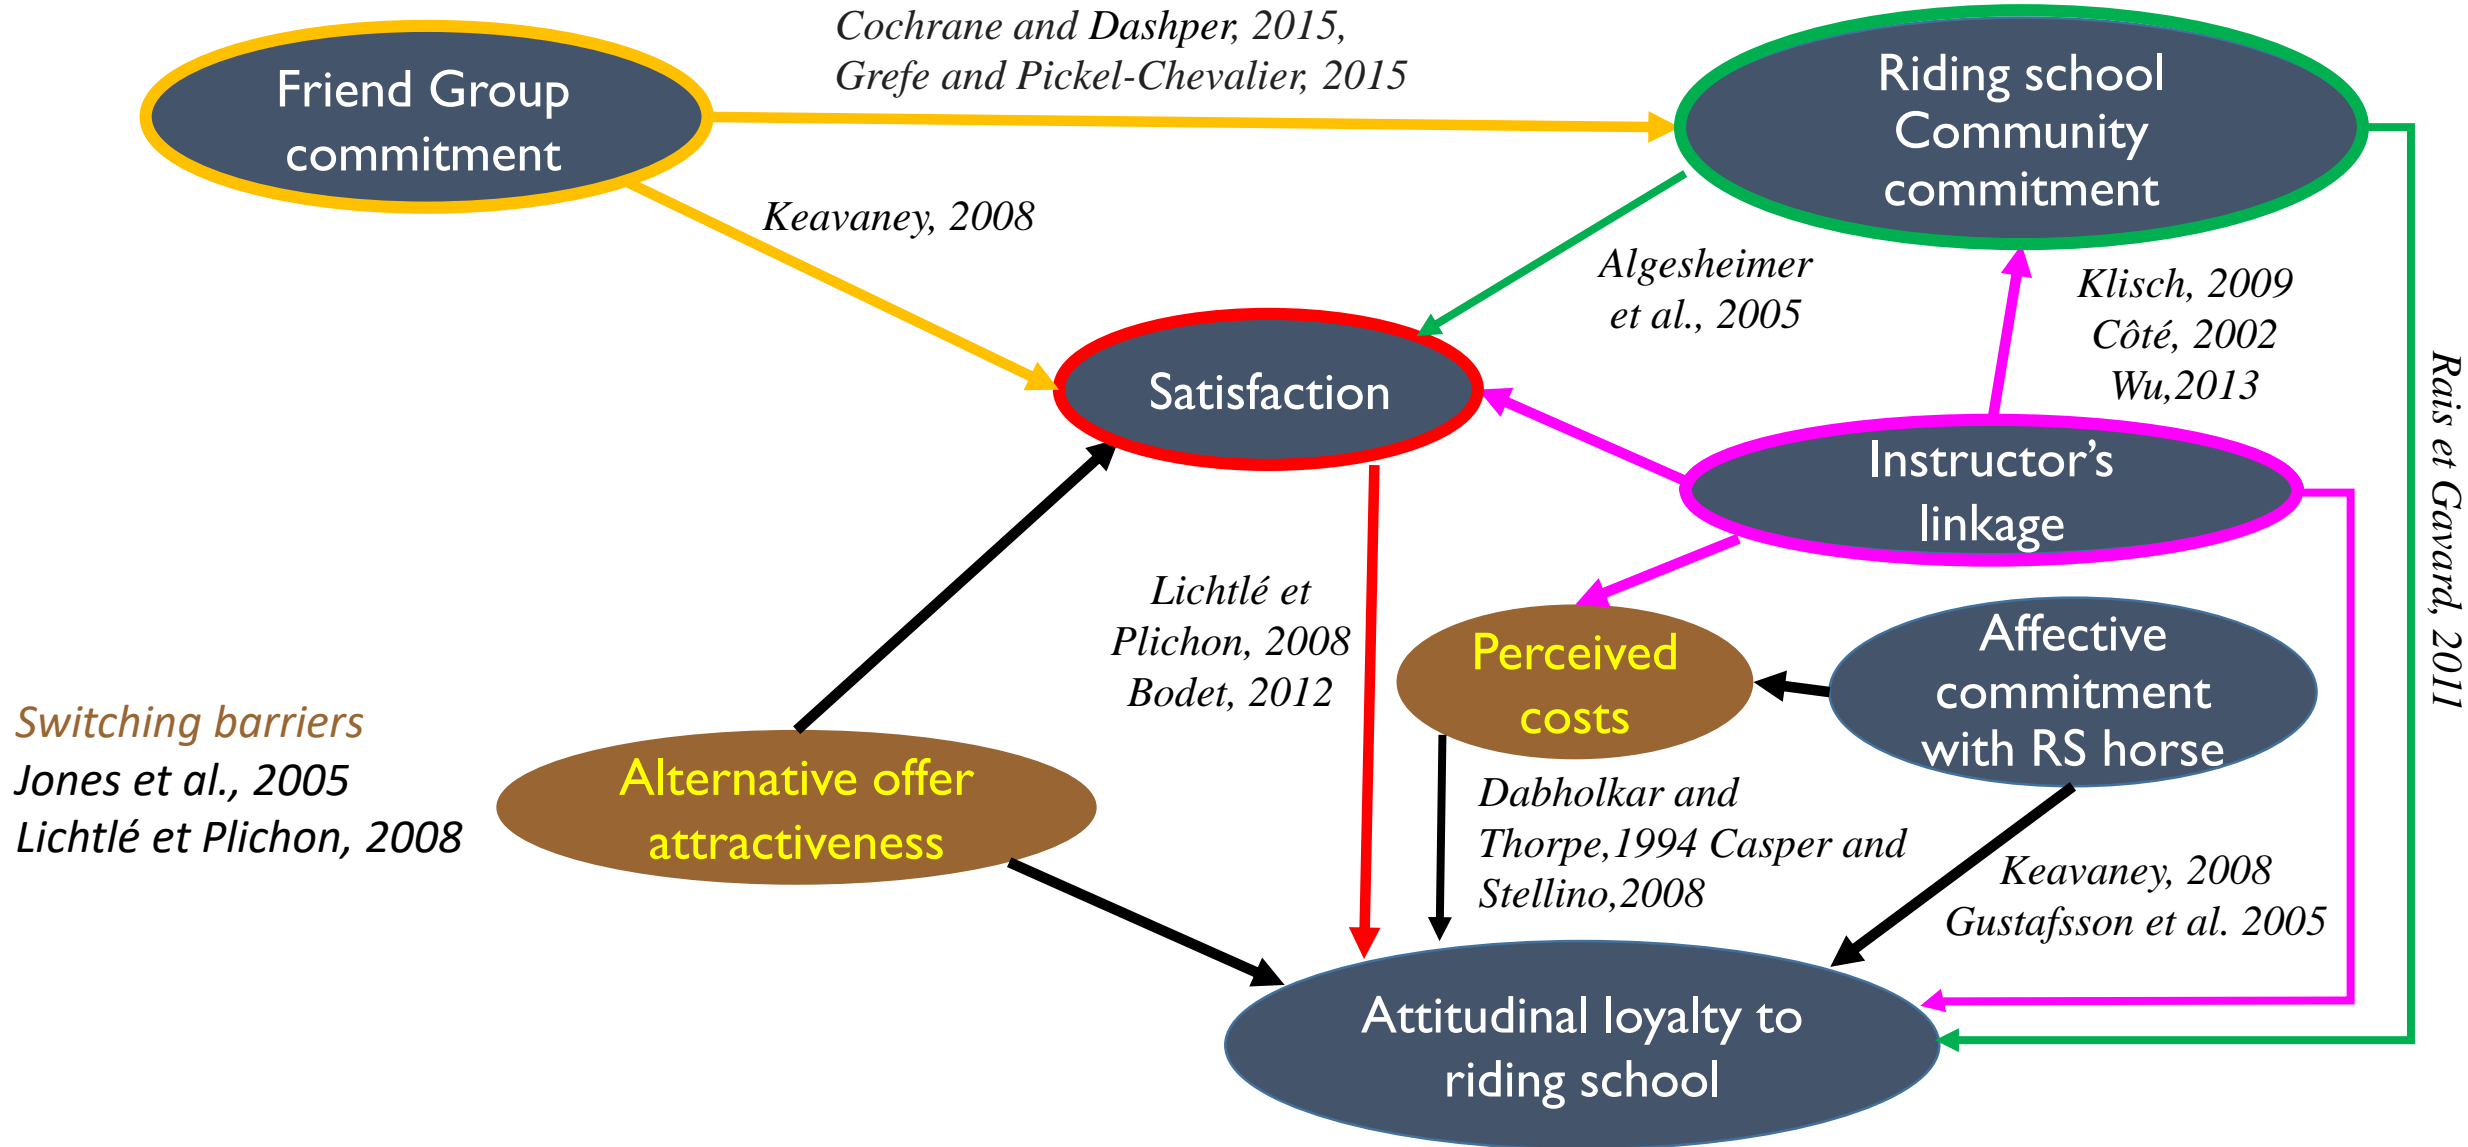 Cochrane and Dashper, 2015,
Grefe and Pickel-Chevalier, 2015
Friend Group
commitment
Riding school
Community
commitment
Keavaney, 2008
Algesheimer
et al., 2005
Klisch, 2009
Côté, 2002
Wu,2013
Rais et Gavard, 2011
Satisfaction
Instructor’s
linkage
Lichtlé et
Plichon, 2008
Bodet, 2012
Perceived
costs
Affective
commitment
with RS horse
Switching barriers
Jones et al., 2005
Lichtlé et Plichon, 2008
Alternative offer
attractiveness
Dabholkar and
Thorpe,1994 Casper and
Stellino,2008
Keavaney, 2008
Gustafsson et al. 2005
Attitudinal loyalty to
riding school